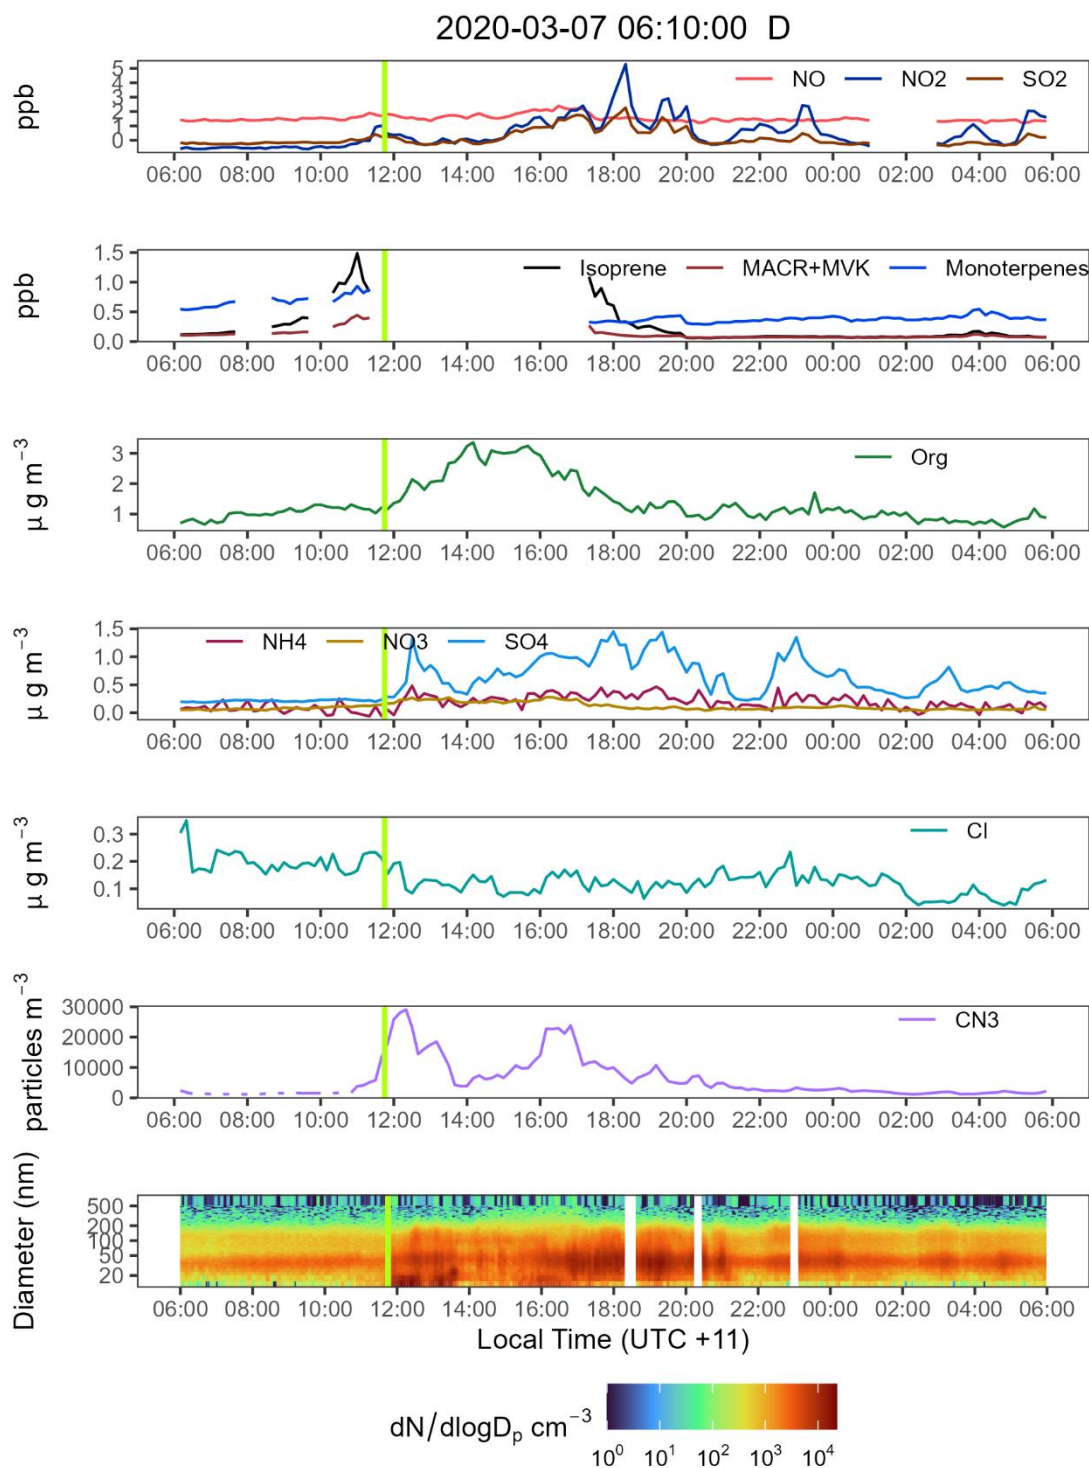 2020-03-07 06:10:00 D
ppb
5
4
3
2
1
0
NO NO2 SO2
06:00 08:00 10:00 12:00 14:00 16:00 18:00 20:00 22:00 00:00 02:00 04:00 06:00
ppb
1.5
1.0
0.5
0.0
Isoprene MACR+MVK Monoterpenes
06:00 08:00 10:00 12:00 14:00 16:00 18:00 20:00 22:00 00:00 02:00 04:00 06:00
µ g m⁻³
3
2
1
Org
06:00 08:00 10:00 12:00 14:00 16:00 18:00 20:00 22:00 00:00 02:00 04:00 06:00
µ g m⁻³
1.5
1.0
0.5
0.0
NH4 NO3 SO4
06:00 08:00 10:00 12:00 14:00 16:00 18:00 20:00 22:00 00:00 02:00 04:00 06:00
µ g m⁻³
0.3
0.2
0.1
Cl
06:00 08:00 10:00 12:00 14:00 16:00 18:00 20:00 22:00 00:00 02:00 04:00 06:00
particles m⁻³
30000
20000
10000
0
CN3
06:00 08:00 10:00 12:00 14:00 16:00 18:00 20:00 22:00 00:00 02:00 04:00 06:00
Diameter (nm)
500
200
100
50
20
06:00 08:00 10:00 12:00 14:00 16:00 18:00 20:00 22:00 00:00 02:00 04:00 06:00
Local Time (UTC +11)
dN/dlogDₚ cm⁻³
10⁰ 10¹ 10² 10³ 10⁴